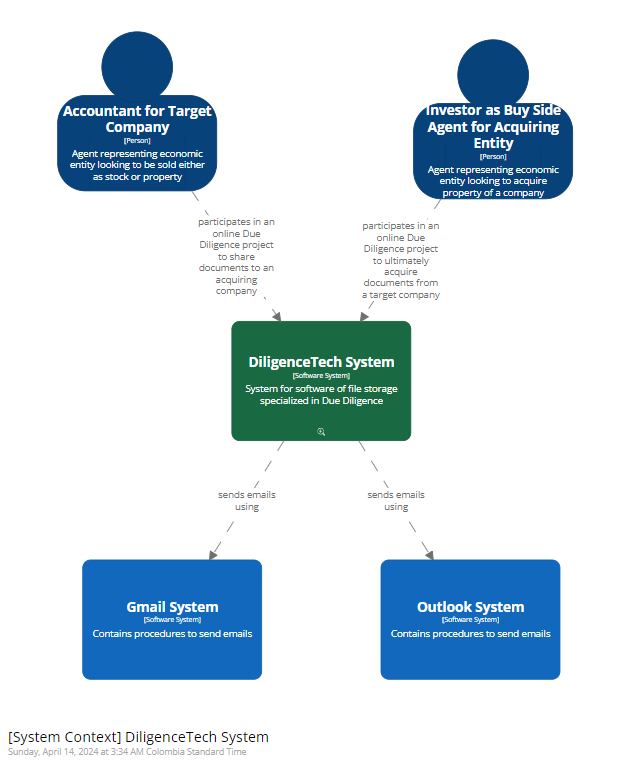 Accountant for Target
Company
[Person]
Agent representing economic
entity looking to be sold either
as stock or property
Investor as Buy Side
Agent for Acquiring
Entity
[Person]
Agent representing economic
entity looking to acquire
property of a company
participates in an
online Due
Diligence project
to share
documents to an
acquiring
company
participates in an
online Due
Diligence project
to ultimately
acquire
documents from
a target company
DiligenceTech System
[Software System]
System for software of file storage
specialized in Due Diligence
sends emails
using
sends emails
using
Gmail System
[Software System]
Contains procedures to send emails
Outlook System
[Software System]
Contains procedures to send emails
[System Context] DiligenceTech System
Sunday, April 14, 2024 at 3:34 AM Colombia Standard Time